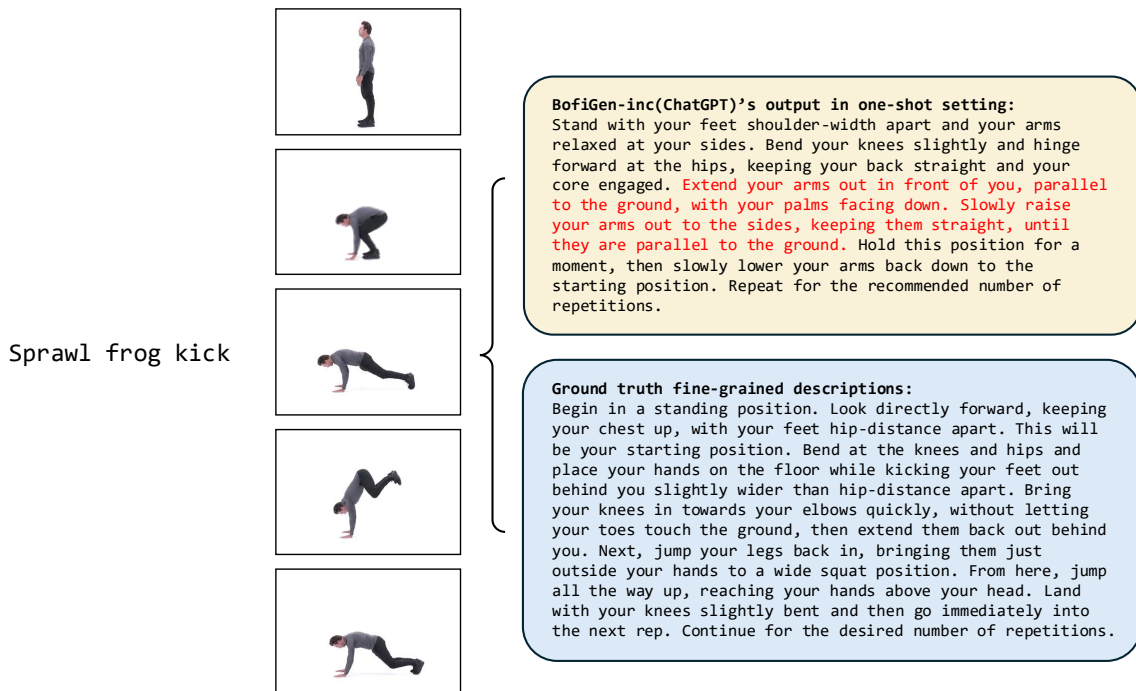 Sprawl frog kick
BofiGen-inc(ChatGPT)’s output in one-shot setting:
Stand with your feet shoulder-width apart and your arms
relaxed at your sides. Bend your knees slightly and hinge
forward at the hips, keeping your back straight and your
core engaged. Extend your arms out in front of you, parallel
to the ground, with your palms facing down. Slowly raise
your arms out to the sides, keeping them straight, until
they are parallel to the ground. Hold this position for a
moment, then slowly lower your arms back down to the
starting position. Repeat for the recommended number of
repetitions.
Ground truth fine-grained descriptions:
Begin in a standing position. Look directly forward, keeping
your chest up, with your feet hip-distance apart. This will
be your starting position. Bend at the knees and hips and
place your hands on the floor while kicking your feet out
behind you slightly wider than hip-distance apart. Bring
your knees in towards your elbows quickly, without letting
your toes touch the ground, then extend them back out behind
you. Next, jump your legs back in, bringing them just
outside your hands to a wide squat position. From here, jump
all the way up, reaching your hands above your head. Land
with your knees slightly bent and then go immediately into
the next rep. Continue for the desired number of repetitions.